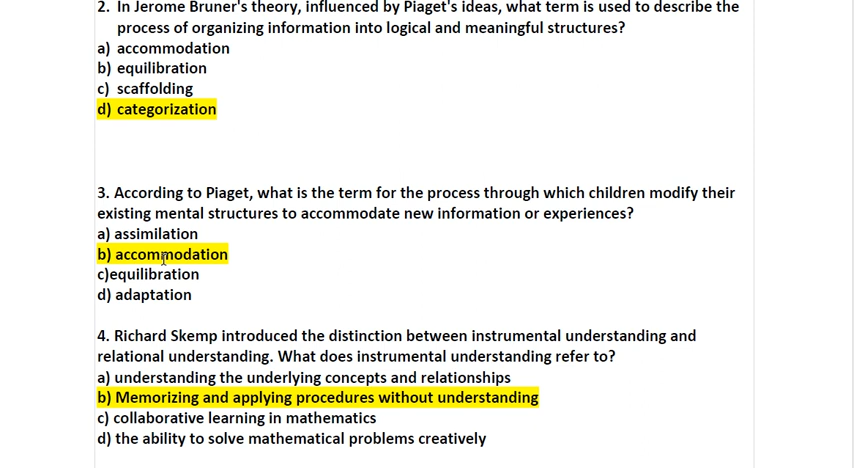 2. In Jerome Bruner's theory, influenced by Piaget's ideas, what term is used to describe the
process of organizing information into logical and meaningful structures?
a) accommodation
b) equilibration
c) scaffolding
d) categorization
3. According to Piaget, what is the term for the process through which children modify their
existing mental structures to accommodate new information or experiences?
a) assimilation
b) accommodation
c)equilibration
d) adaptation
4. Richard Skemp introduced the distinction between instrumental understanding and
relational understanding. What does instrumental understanding refer to?
a) understanding the underlying concepts and relationships
b) Memorizing and applying procedures without understanding
c) collaborative learning in mathematics
d) the ability to solve mathematical problems creatively